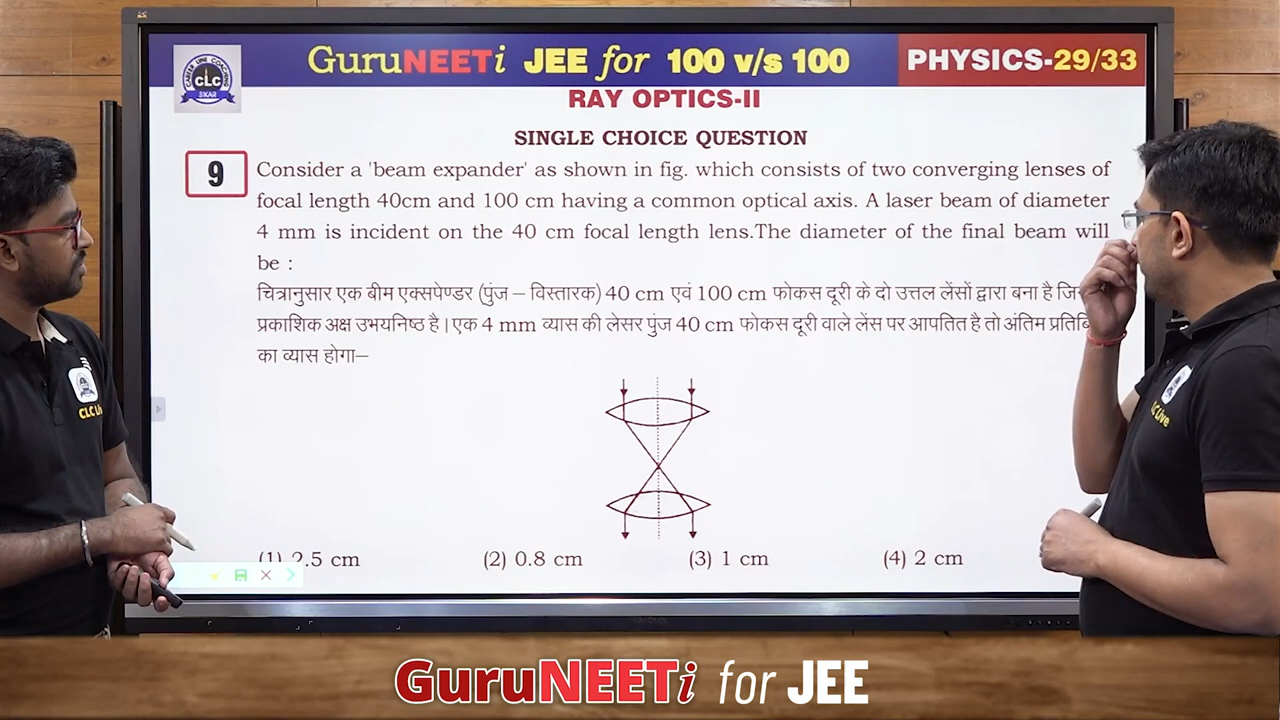 GuruNEETi JEE for 100 v/s 100
PHYSICS-29/33
CLC
SIKAR
RAY OPTICS-II
SINGLE CHOICE QUESTION
9
Consider a 'beam expander' as shown in fig. which consists of two converging lenses of
focal length 40cm and 100 cm having a common optical axis. A laser beam of diameter
4 mm is incident on the 40 cm focal length lens.The diameter of the final beam will
be :
चित्रानुसार एक बीम एक्सपेण्डर (पुंज – विस्तारक) 40 cm एवं 100 cm फोकस दूरी के दो उत्तल लेंसों द्वारा बना है
प्रकाशिक अक्ष उभयनिष्ठ है। एक 4 mm व्यास की लेसर पुंज 40 cm फोकस दूरी वाले लेंस पर आपतित है तो अंतिम
का व्यास होगा–
(1) 2.5 cm (2) 0.8 cm (3) 1 cm (4) 2 cm
GuruNEETi for JEE